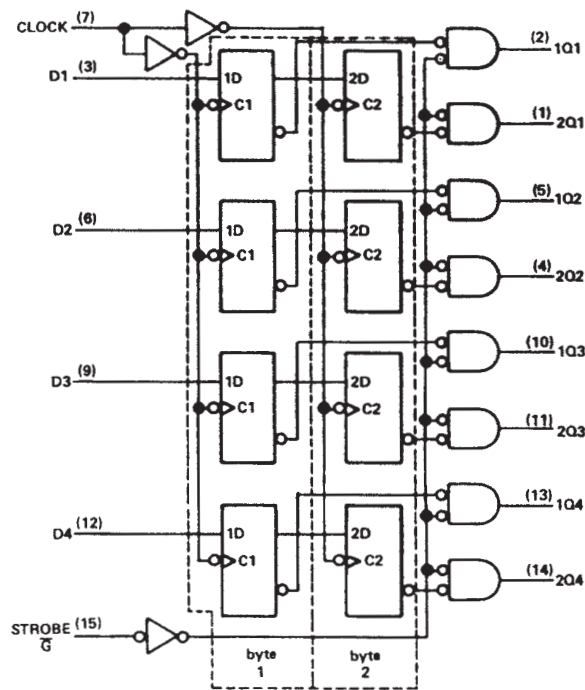 CLOCK (7)
(2) 1Q1
D1 (3) 1D 2D
C1 C2
(1) 2Q1
(5) 1Q2
D2 (6) 1D 2D
C1 C2
(4) 2Q2
(10) 1Q3
D3 (9) 1D 2D
C1 C2
(11) 2Q3
(13) 1Q4
D4 (12) 1D 2D
C1 C2
(14) 2Q4
STROBE (15)
G
byte byte
1 2